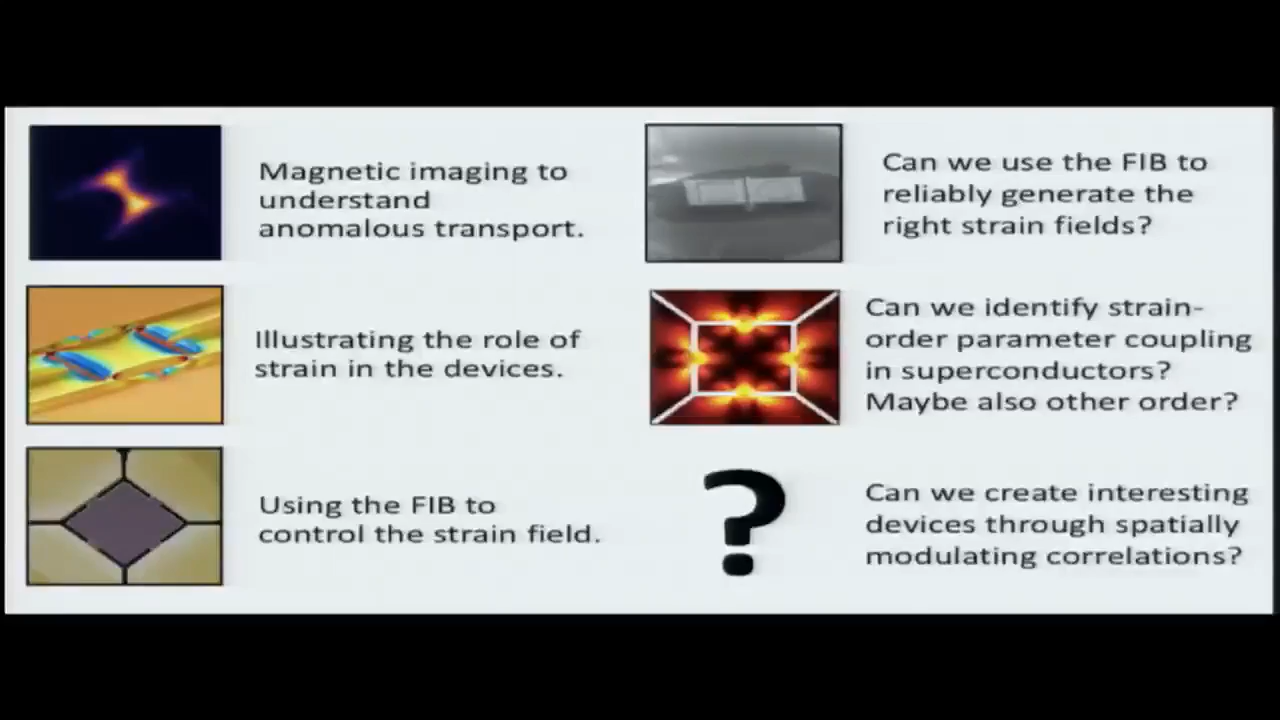 Magnetic imaging to
understand
anomalous transport.
Illustrating the role of
strain in the devices.
Using the FIB to
control the strain field.
Can we use the FIB to
reliably generate the
right strain fields?
Can we identify strain-
order parameter coupling
in superconductors?
Maybe also other order?
?
Can we create interesting
devices through spatially
modulating correlations?